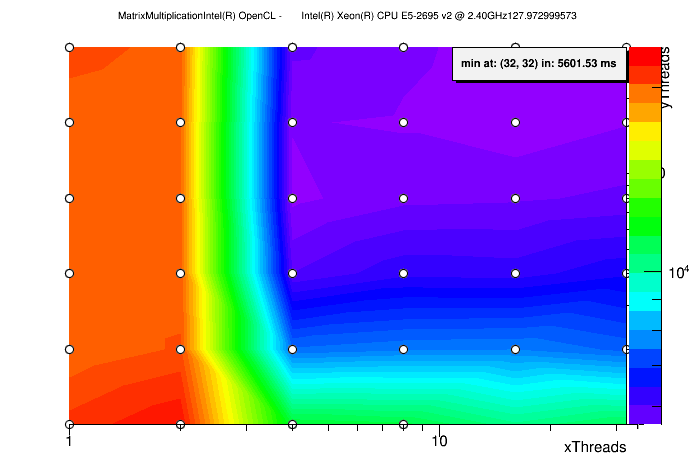 MatrixMultiplicationIntel(R) OpenCL - Intel(R) Xeon(R) CPU E5-2695 v2 @ 2.40GHz127.972999573
min at: (32, 32) in: 5601.53 ms
yThreads
10⁴
1
10
xThreads